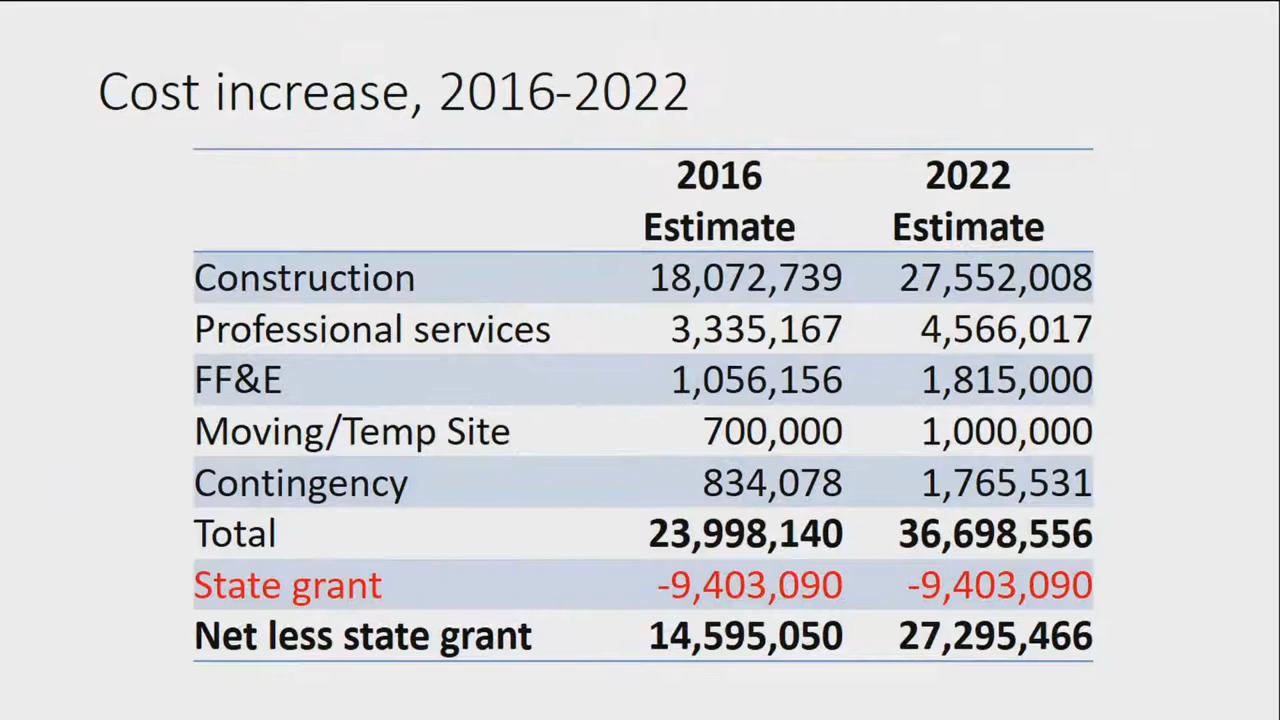 Cost increase, 2016-2022
2016 2022
Estimate Estimate
Construction 18,072,739 27,552,008
Professional services 3,335,167 4,566,017
FF&E 1,056,156 1,815,000
Moving/Temp Site 700,000 1,000,000
Contingency 834,078 1,765,531
Total 23,998,140 36,698,556
State grant -9,403,090 -9,403,090
Net less state grant 14,595,050 27,295,466